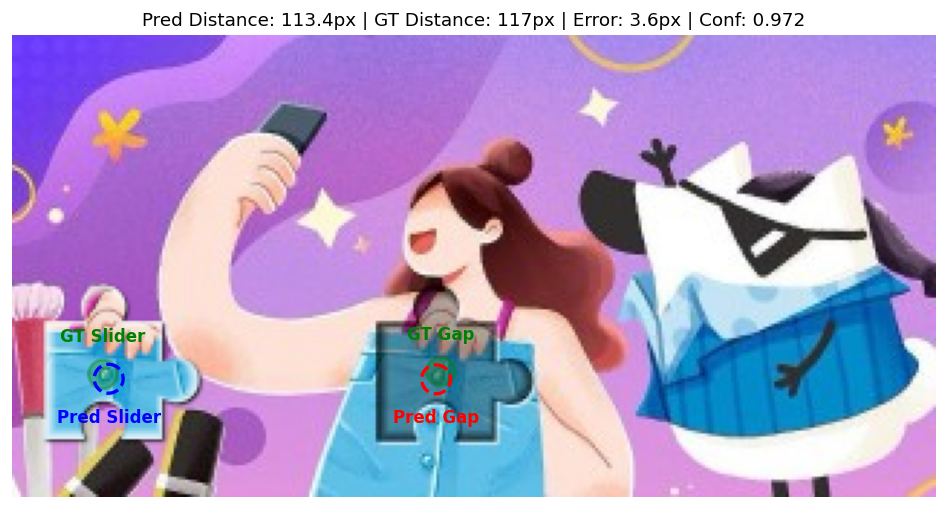 Pred Distance: 113.4px | GT Distance: 117px | Error: 3.6px | Conf: 0.972
GT Slider
GT Gap
Pred Slider
Pred Gap